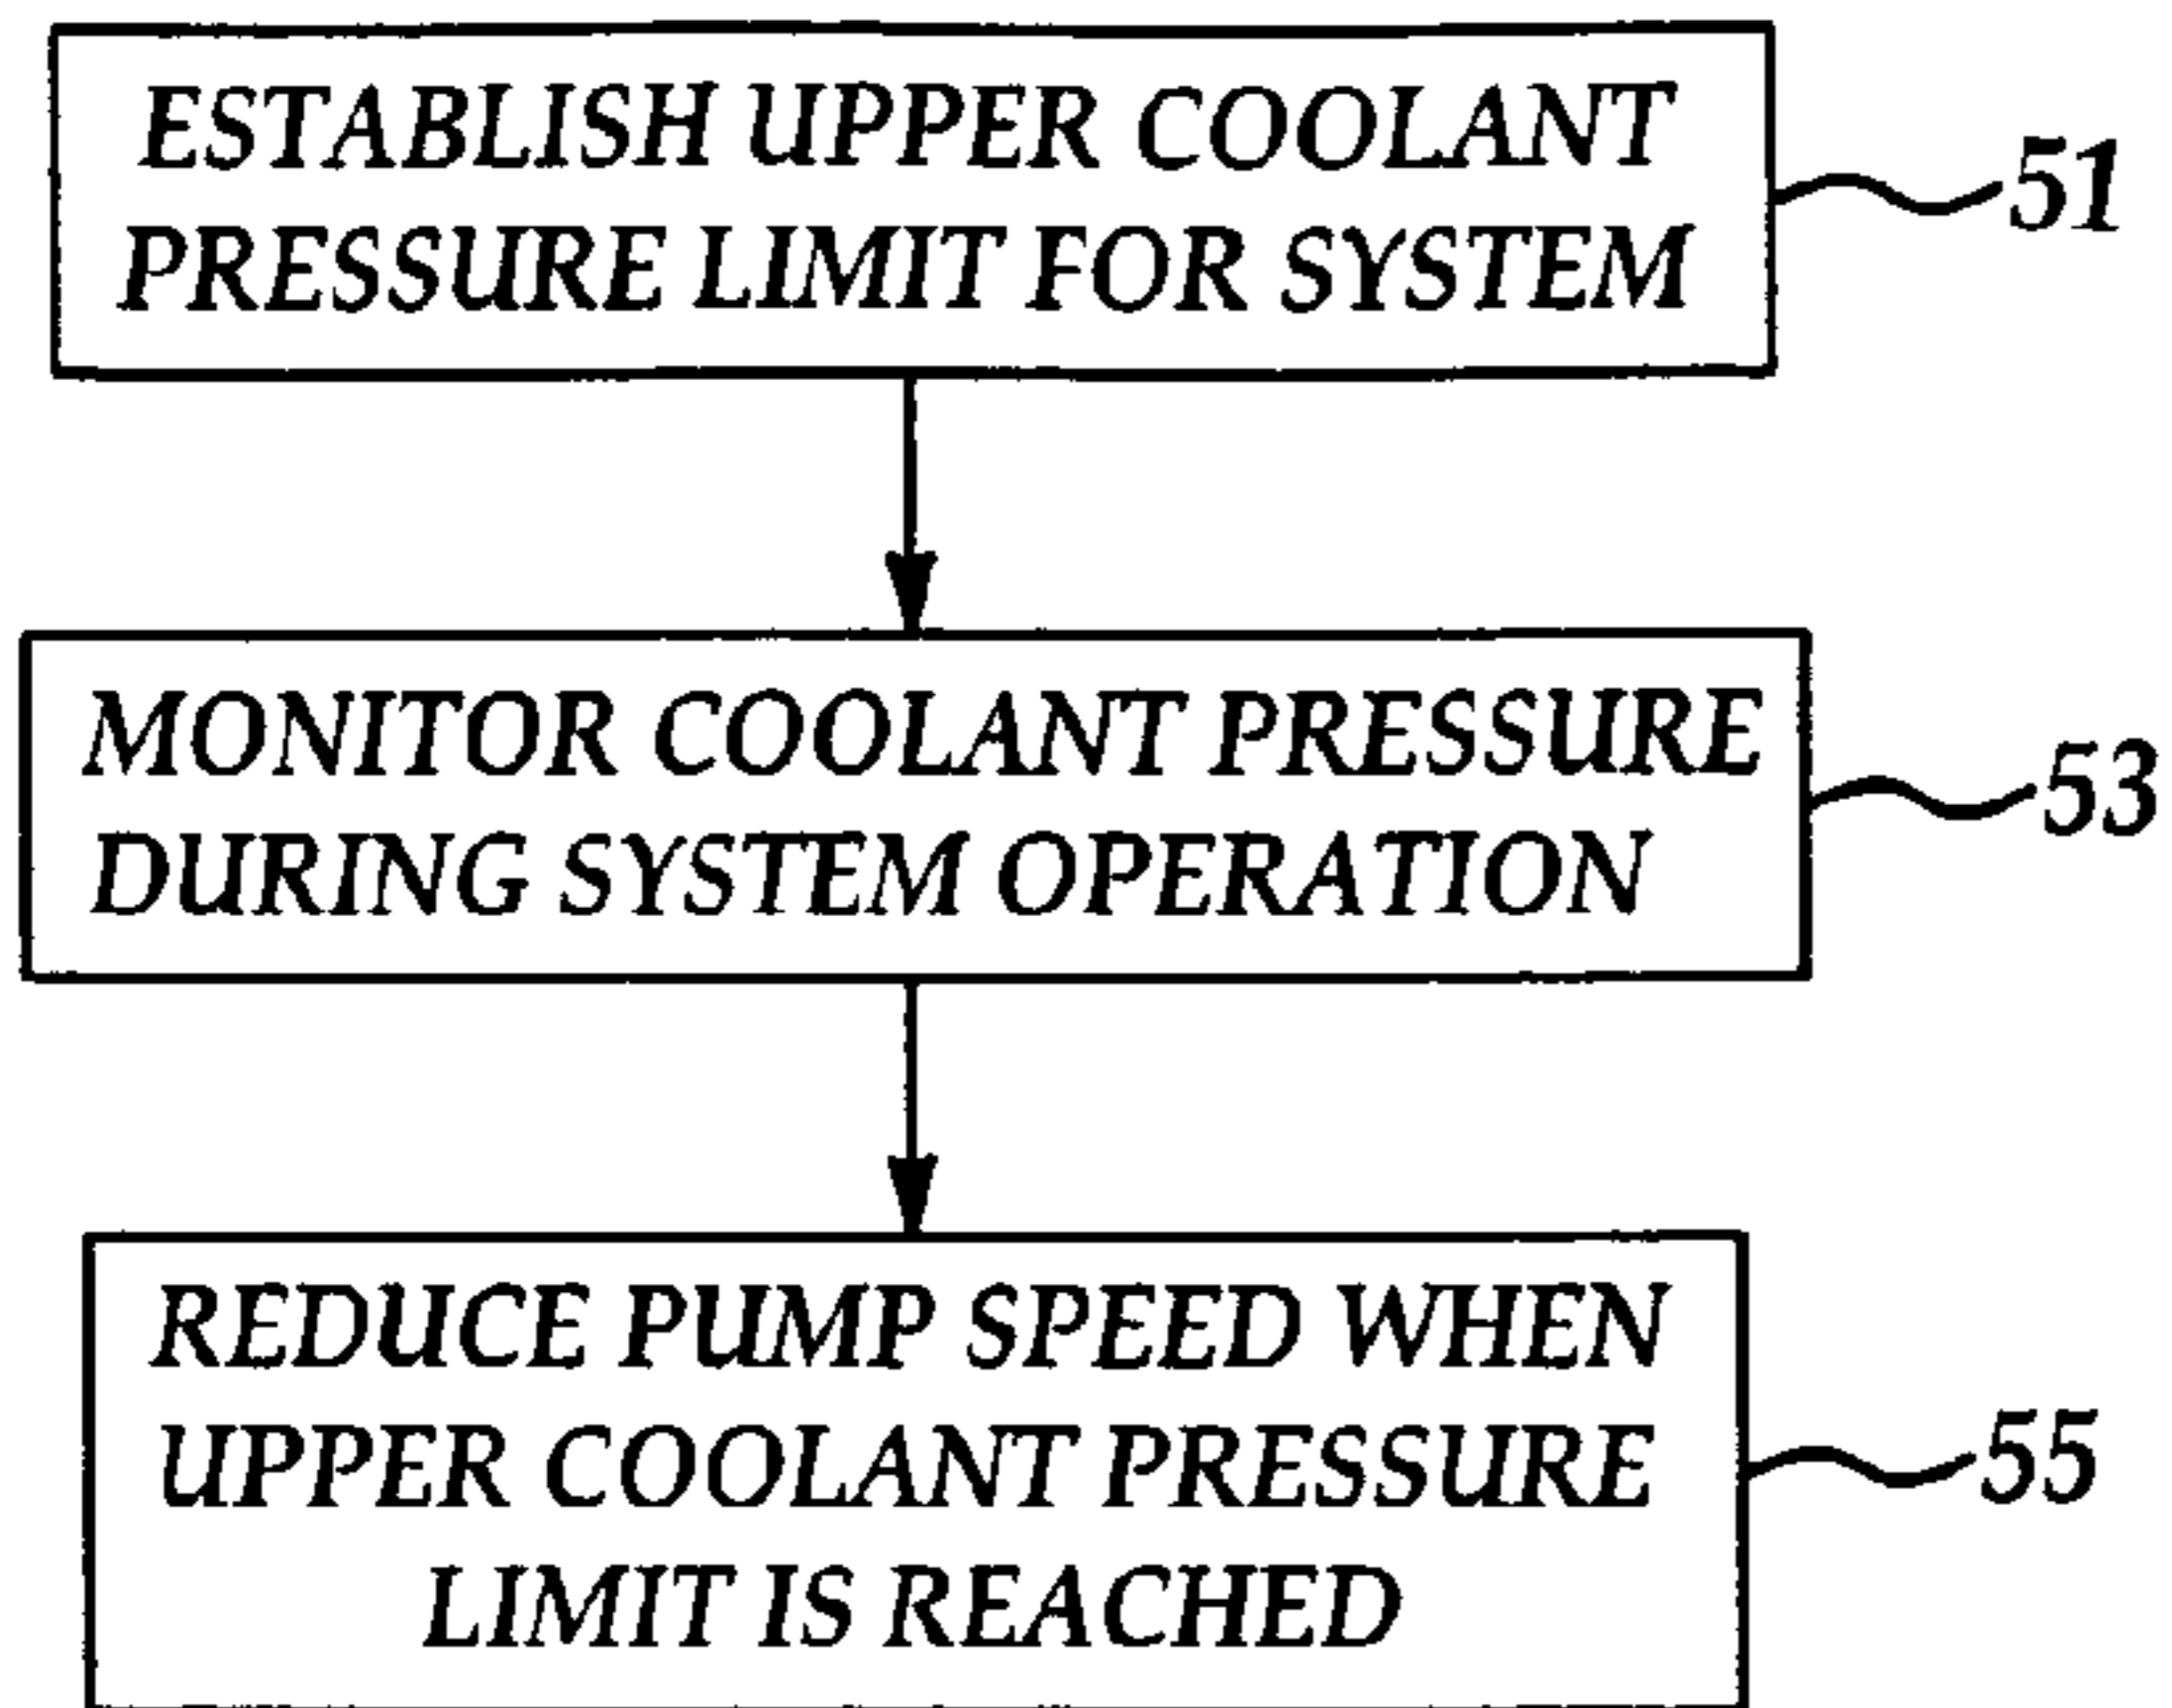 ESTABLISH UPPER COOLANT
PRESSURE LIMIT FOR SYSTEM
51
MONITOR COOLANT PRESSURE
DURING SYSTEM OPERATION
53
REDUCE PUMP SPEED WHEN
UPPER COOLANT PRESSURE
LIMIT IS REACHED
55